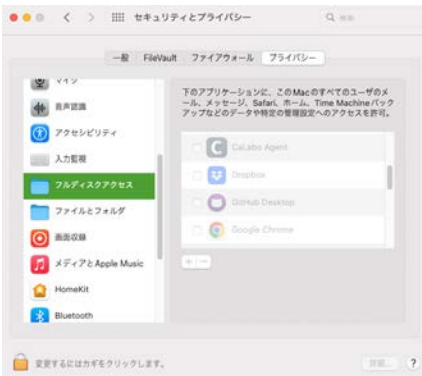 セキュリティとプライバシー
検索
一般 FileVault ファイアウォール プライバシー
マイク
音声認識
アクセシビリティ
入力監視
フルディスクアクセス
ファイルとフォルダ
画面収録
メディアとApple Music
HomeKit
Bluetooth
下のアプリケーションに、このMacのすべてのユーザのメ
ール、メッセージ、Safari、ホーム、Time Machineバック
アップなどのデータや特定の管理設定へのアクセスを許可。
CaLabo Agent
Dropbox
GitHub Desktop
Google Chrome
変更するにはカギをクリックします。
詳細...
?